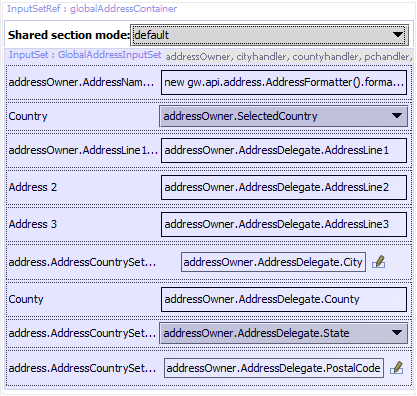 InputSetRef : globalAddressContainer
Shared section mode: default
InputSet : GlobalAddressInputSet addressOwner, cityhandler, countyhandler, pchandler,
addressOwner.AddressNam... new gw.api.address.AddressFormatter().forma...
Country addressOwner.SelectedCountry
addressOwner.AddressLine1... addressOwner.AddressDelegate.AddressLine1
Address 2 addressOwner.AddressDelegate.AddressLine2
Address 3 addressOwner.AddressDelegate.AddressLine3
address.AddressCountrySet... addressOwner.AddressDelegate.City
County addressOwner.AddressDelegate.County
address.AddressCountrySet... addressOwner.AddressDelegate.State
address.AddressCountrySet... addressOwner.AddressDelegate.PostalCode